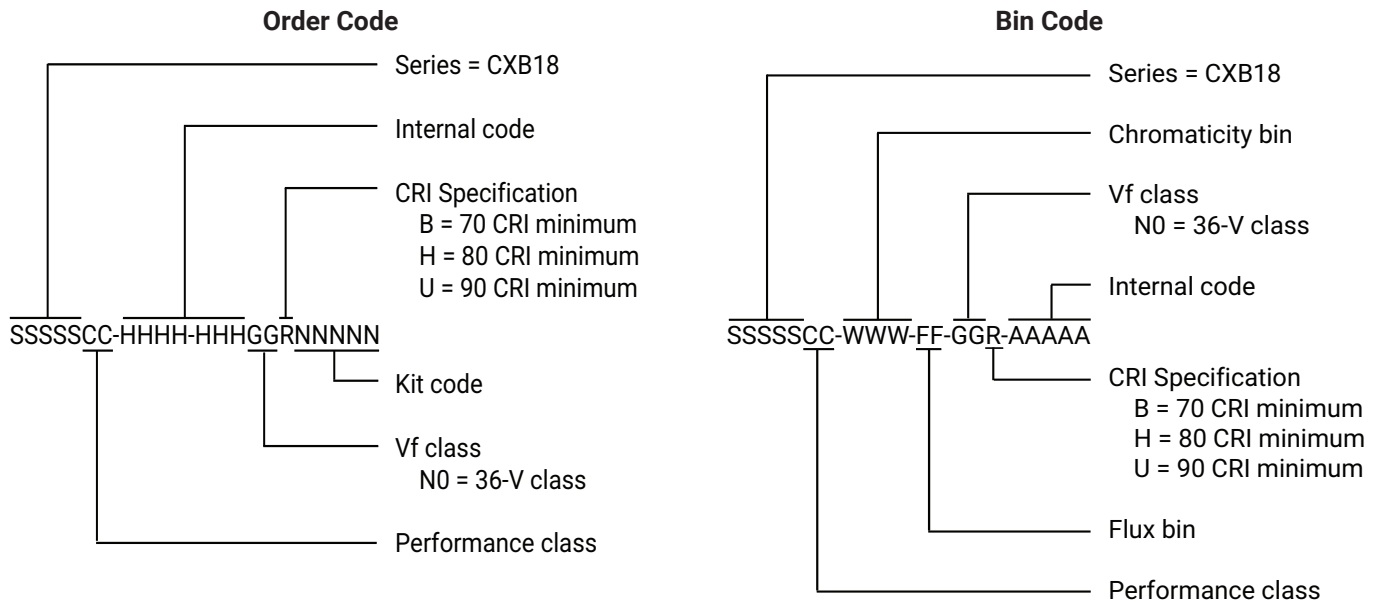 Order Code
Series = CXB18
Internal code
CRI Specification
B = 70 CRI minimum
H = 80 CRI minimum
U = 90 CRI minimum
SSSSSCC-HHHH-HHHGGRNNNNN
Kit code
Vf class
N0 = 36-V class
Performance class
Bin Code
Series = CXB18
Chromaticity bin
Vf class
N0 = 36-V class
Internal code
SSSSSCC-WWW-FF-GGR-AAAAA
CRI Specification
B = 70 CRI minimum
H = 80 CRI minimum
U = 90 CRI minimum
Flux bin
Performance class